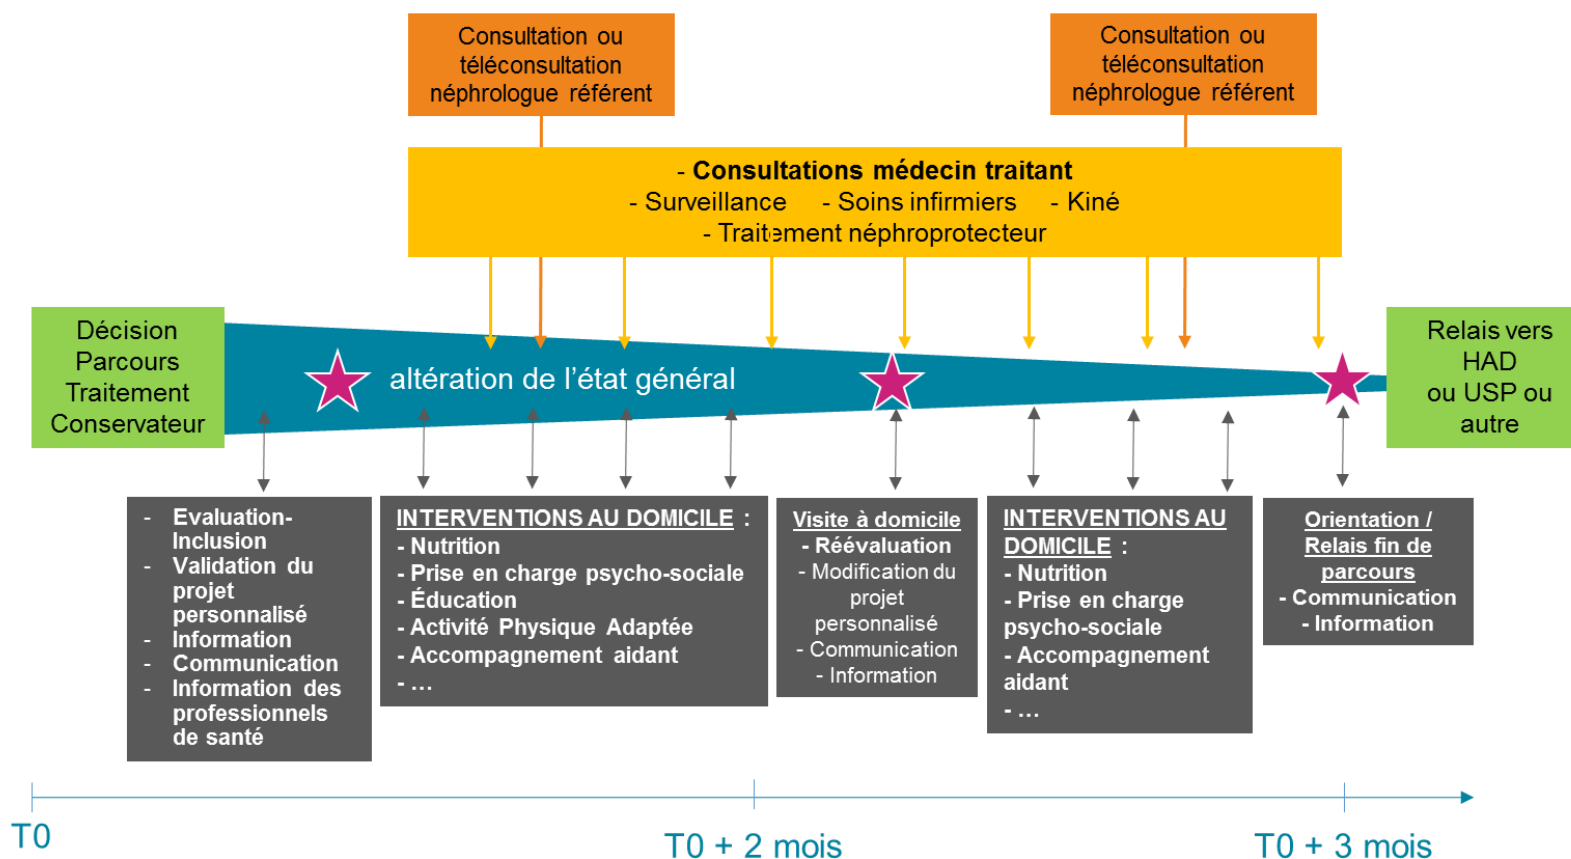 Consultation ou
téléconsultation
néphrologue référent
Consultation ou
téléconsultation
néphrologue référent
- Consultations médecin traitant
- Surveillance - Soins infirmiers - Kiné
- Traitement néphroprotecteur
Décision
Parcours
Traitement
Conservateur
altération de l'état général
Relais vers
HAD
ou USP ou
autre
- Evaluation-
Inclusion
- Validation du
projet
personnalisé
- Information
- Communication
- Information des
professionnels
de santé
INTERVENTIONS AU DOMICILE :
- Nutrition
- Prise en charge psycho-sociale
- Éducation
- Activité Physique Adaptée
- Accompagnement aidant
- ...
Visite à domicile
- Réévaluation
- Modification du
projet
personnalisé
- Communication
- Information
INTERVENTIONS AU
DOMICILE :
- Nutrition
- Prise en charge
psycho-sociale
- Accompagnement
aidant
- ...
Orientation /
Relais fin de
parcours
- Communication
- Information
T0
T0 + 2 mois
T0 + 3 mois